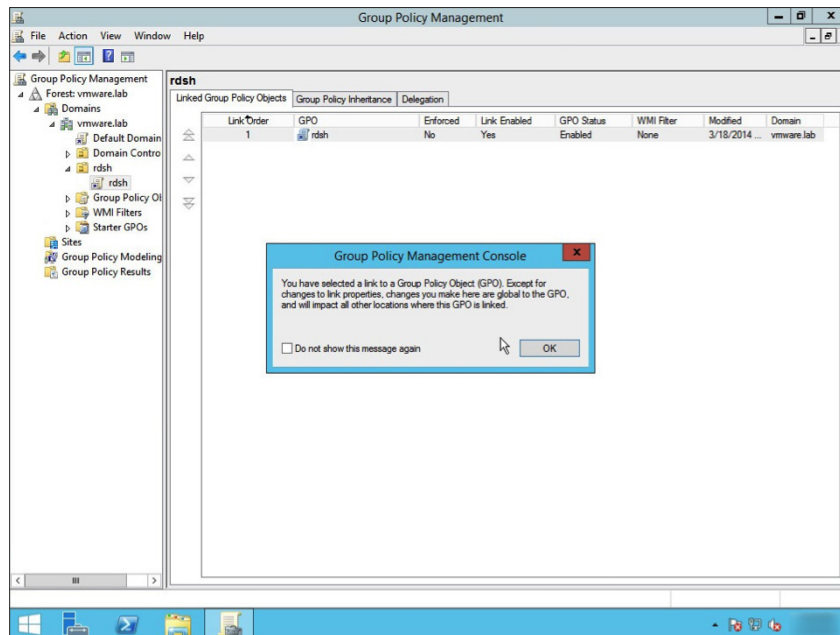 Group Policy Management
File Action View Window Help
Group Policy Management
Forest: vmware.lab
Domains
vmware.lab
Default Domain
Domain Contro
rdsh
rdsh
Group Policy Ob
WMI Filters
Starter GPOs
Sites
Group Policy Modeling
Group Policy Results
rdsh
Linked Group Policy Objects Group Policy Inheritance Delegation
Link Order GPO Enforced Link Enabled GPO Status WMI Filter Modified Domain
1 rdsh No Yes Enabled None 3/18/2014 ... vmware.lab
Group Policy Management Console
You have selected a link to a Group Policy Object (GPO). Except for
changes to link properties, changes you make here are global to the GPO,
and will impact all other locations where this GPO is linked.
Do not show this message again
OK